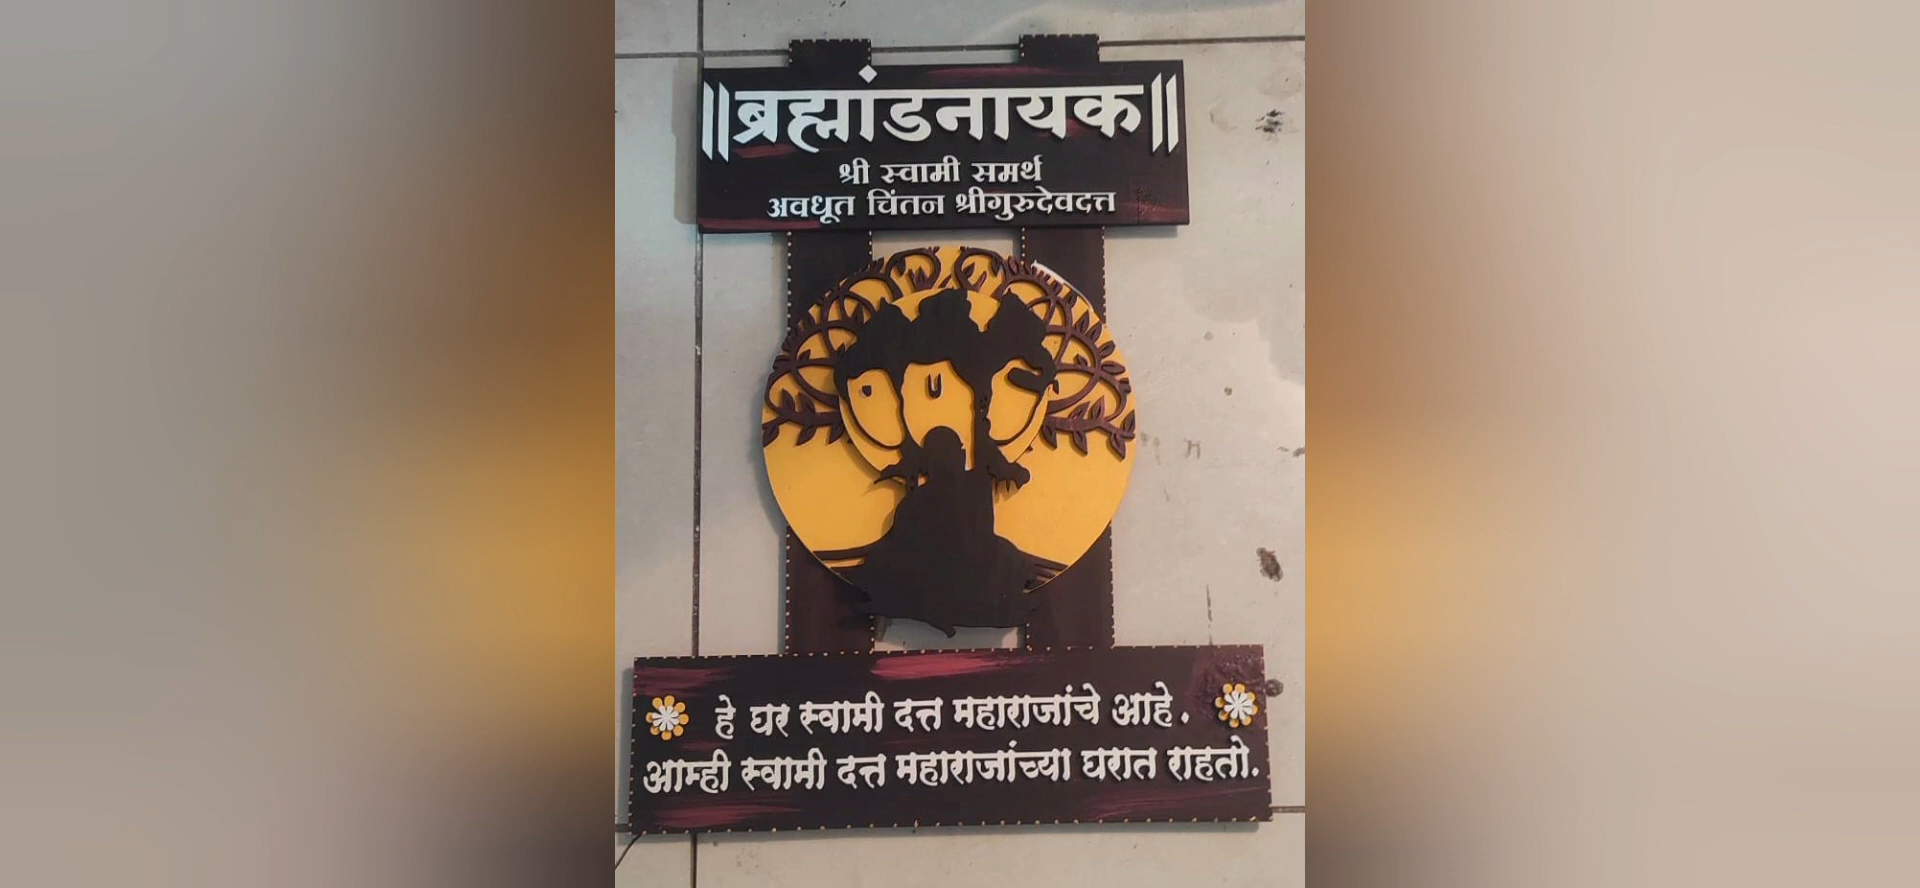 ॥ब्रह्मांडनायक॥
श्री स्वामी समर्थ
अवधूत चिंतन श्रीगुरुदेवदत्त
हे घर स्वामी दत्त महाराजांचे आहे.
आम्ही स्वामी दत्त महाराजांच्या घरात राहतो.